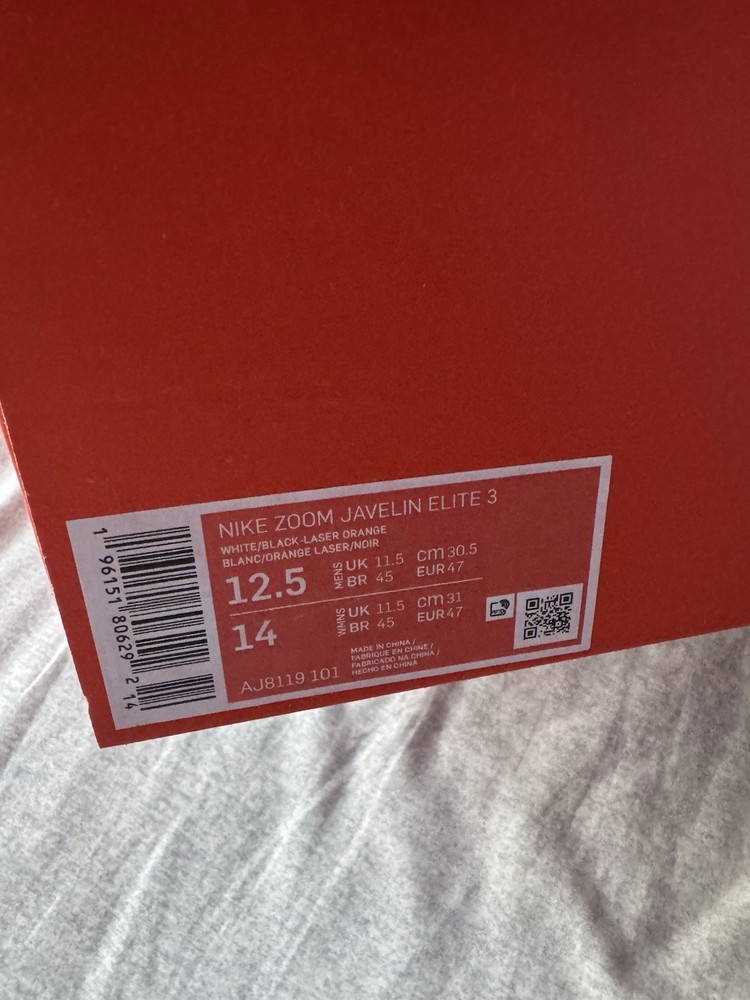 NIKE ZOOM JAVELIN ELITE 3
WHITE/BLACK-LASER ORANGE
BLANC/ORANGE LASER/NOIR
12.5 MENS UK 11.5 cm 30.5
BR 45 EUR 47
14 WMNS UK 11.5 cm 31
BR 45 EUR 47
MADE IN CHINA /
FABRIQUE EN CHINE /
FABRICADO NA CHINA /
HECHO EN CHINA
AJ8119 101
1 96151 80629 2 14